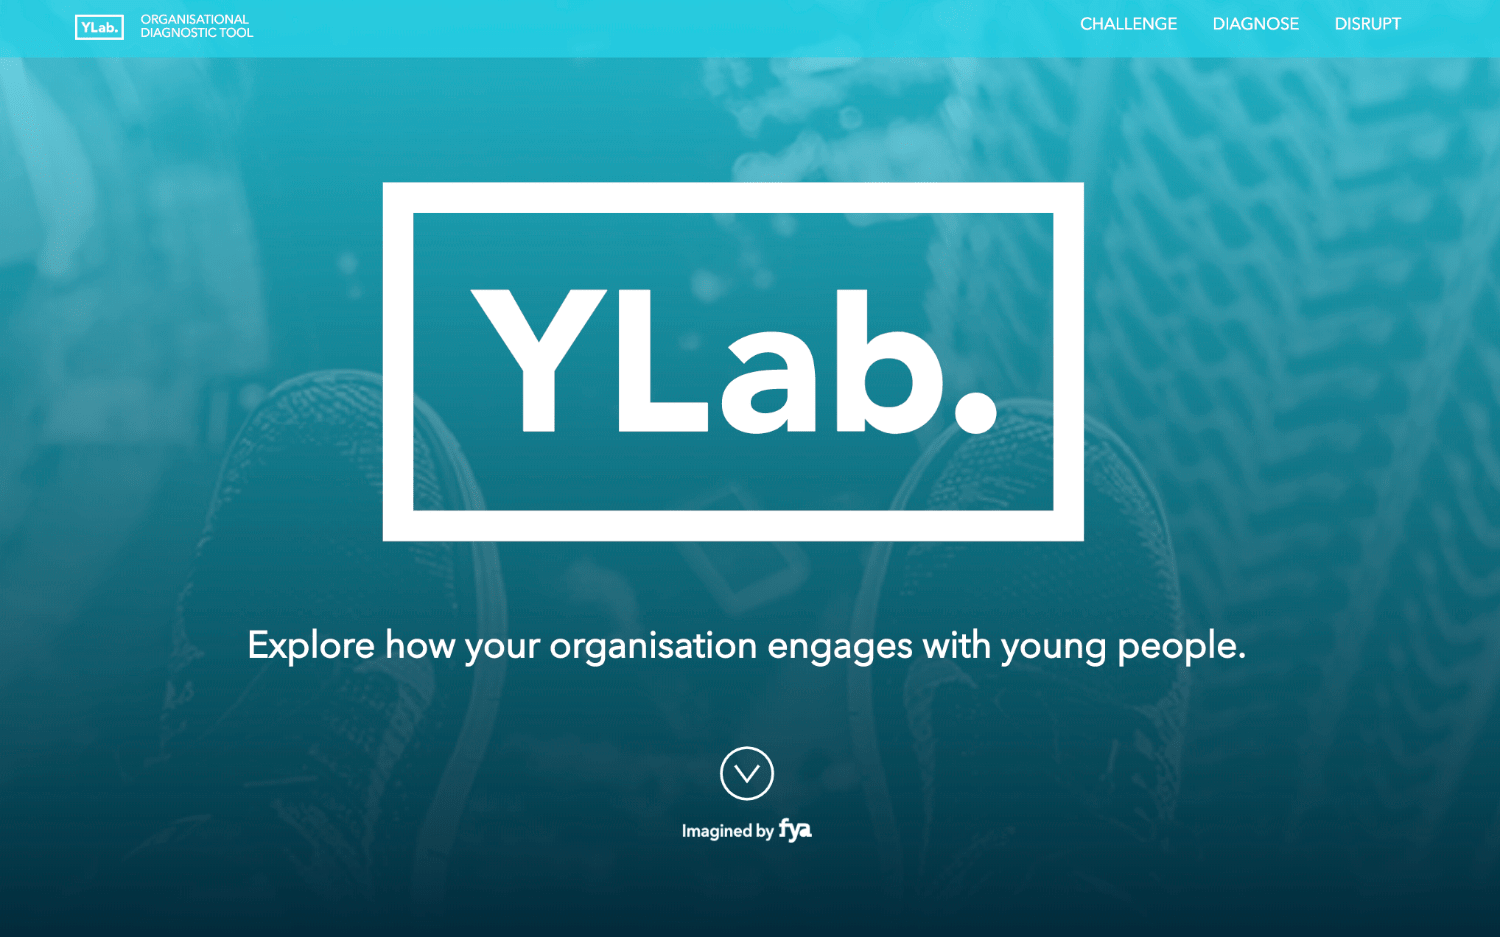 YLab.
ORGANISATIONAL
DIAGNOSTIC TOOL
CHALLENGE DIAGNOSE DISRUPT
YLab.
Explore how your organisation engages with young people.
Imagined by fya